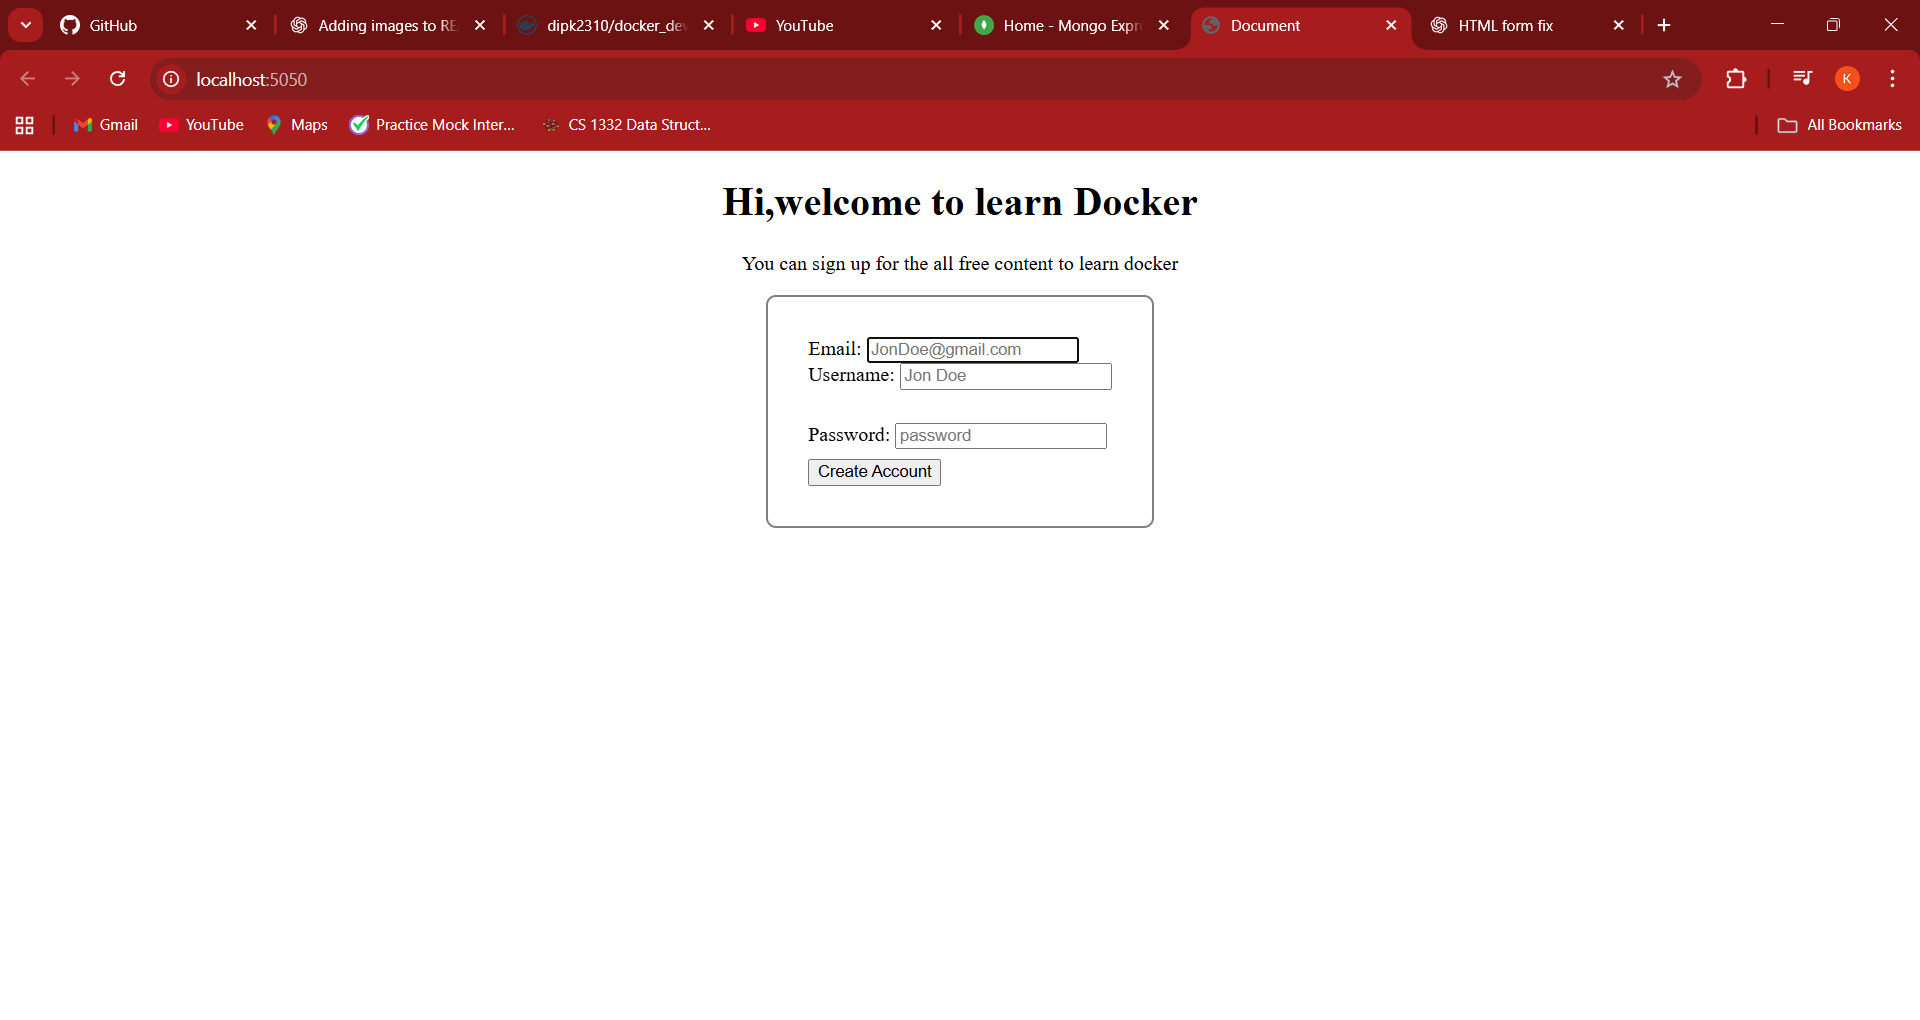 GitHub
Adding images to RE
dipk2310/docker_dev
YouTube
Home - Mongo Expr
Document
HTML form fix
localhost:5050
K
Gmail
YouTube
Maps
Practice Mock Inter...
CS 1332 Data Struct...
All Bookmarks
Hi,welcome to learn Docker
You can sign up for the all free content to learn docker
Email: JonDoe@gmail.com
Username: Jon Doe
Password: password
Create Account